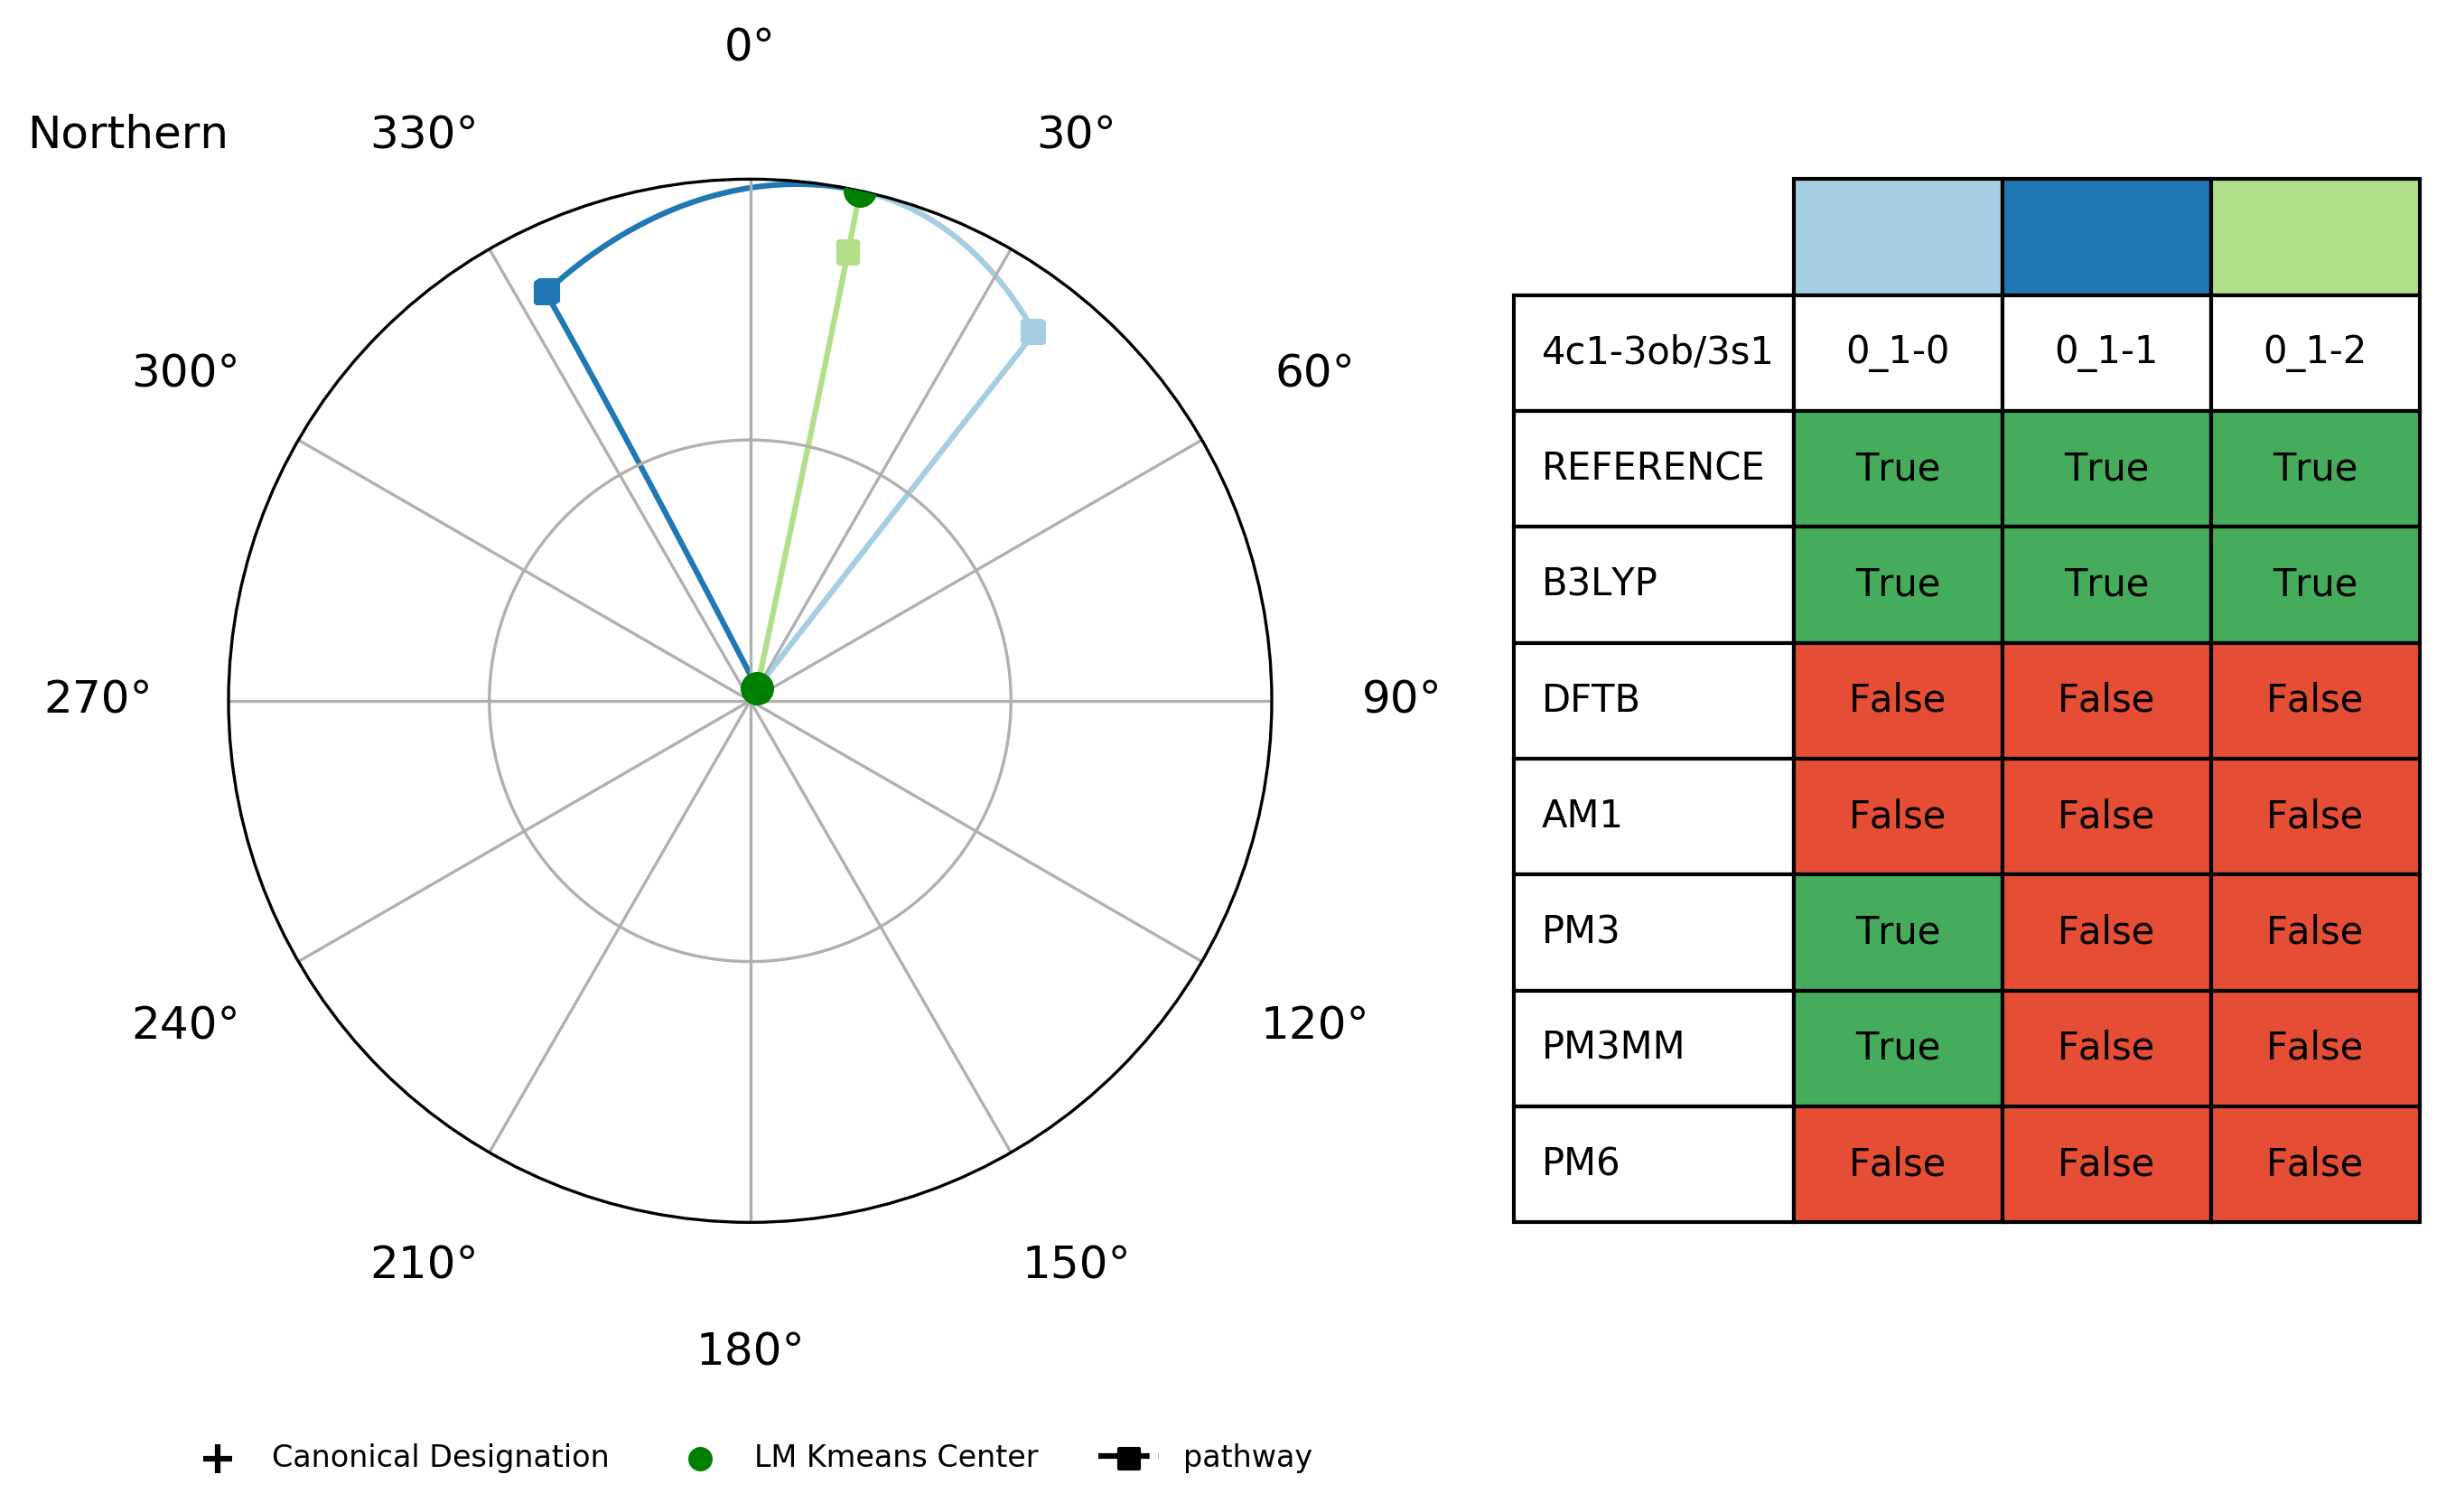 0°
Northern
330°
30°
300°
60°
270°
90°
240°
120°
210°
150°
180°
4c1-3ob/3s1 0_1-0 0_1-1 0_1-2
REFERENCE True True True
B3LYP True True True
DFTB False False False
AM1 False False False
PM3 True False False
PM3MM True False False
PM6 False False False
Canonical Designation LM Kmeans Center pathway